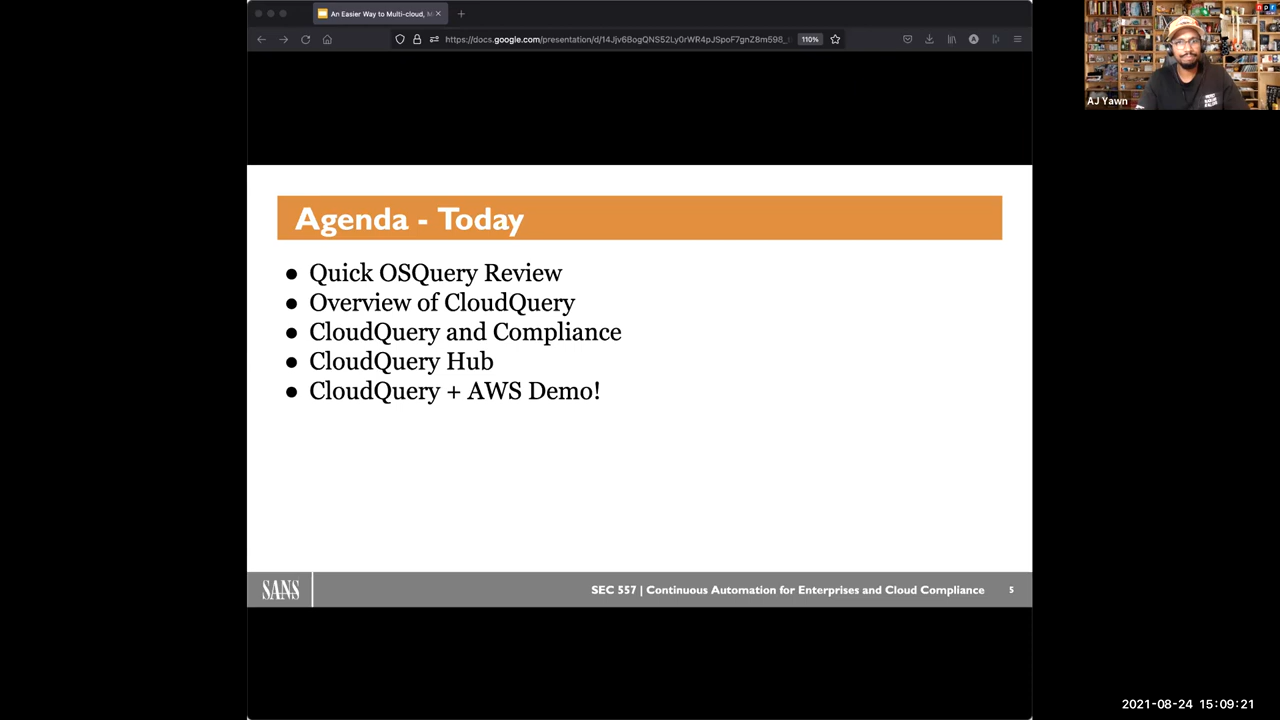 An Easier Way to Multi-cloud, M
https://docs.google.com/presentation/d/14Jjv6BogQNS52Ly0rWR4pJSpoF7gnZ8m598_
110%
npr
AJ Yawn
Agenda - Today
● Quick OSQuery Review
● Overview of CloudQuery
● CloudQuery and Compliance
● CloudQuery Hub
● CloudQuery + AWS Demo!
SANS
SEC 557 | Continuous Automation for Enterprises and Cloud Compliance 5
2021-08-24 15:09:21